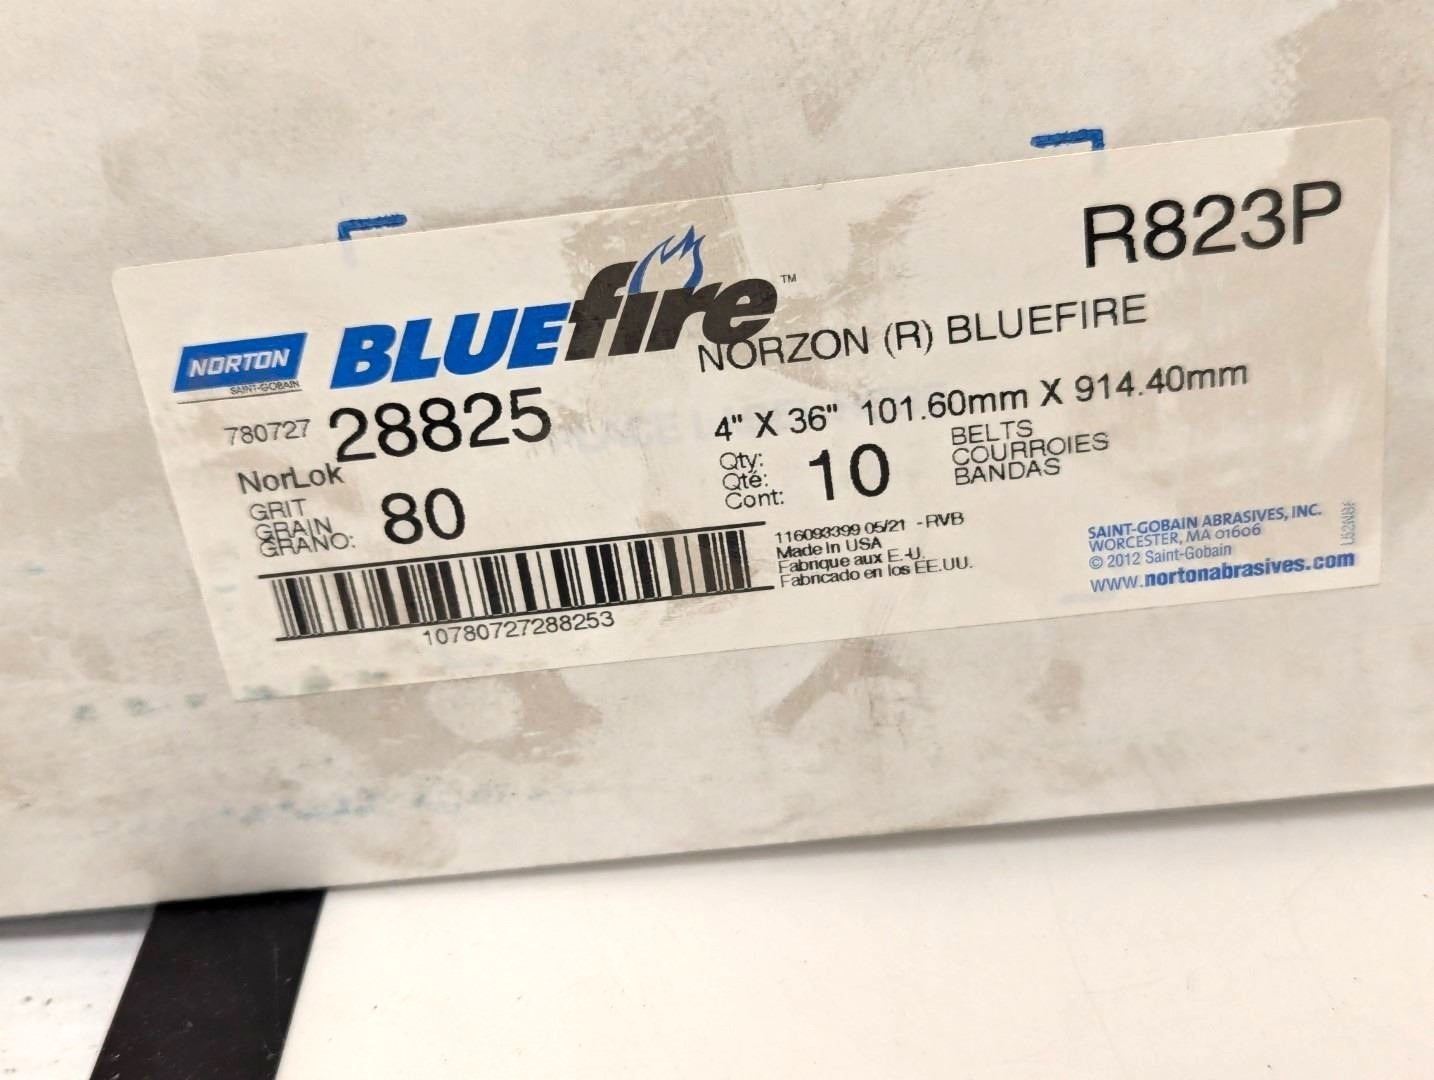 R823P
NORTON
SAINT-GOBAIN
BLUEfire™
NORZON (R) BLUEFIRE
780727 28825
4" X 36" 101.60mm X 914.40mm
NorLok
GRIT
GRAIN
GRANO: 80
Qty:
Qté:
Cont: 10
BELTS
COURROIES
BANDAS
10780727288253
116093399 05/21 -RVB
Made In USA
Fabrique aux E.-U.
Fabricado en los EE.UU.
SAINT-GOBAIN ABRASIVES, INC.
WORCESTER, MA 01606
© 2012 Saint-Gobain
www.nortonabrasives.com